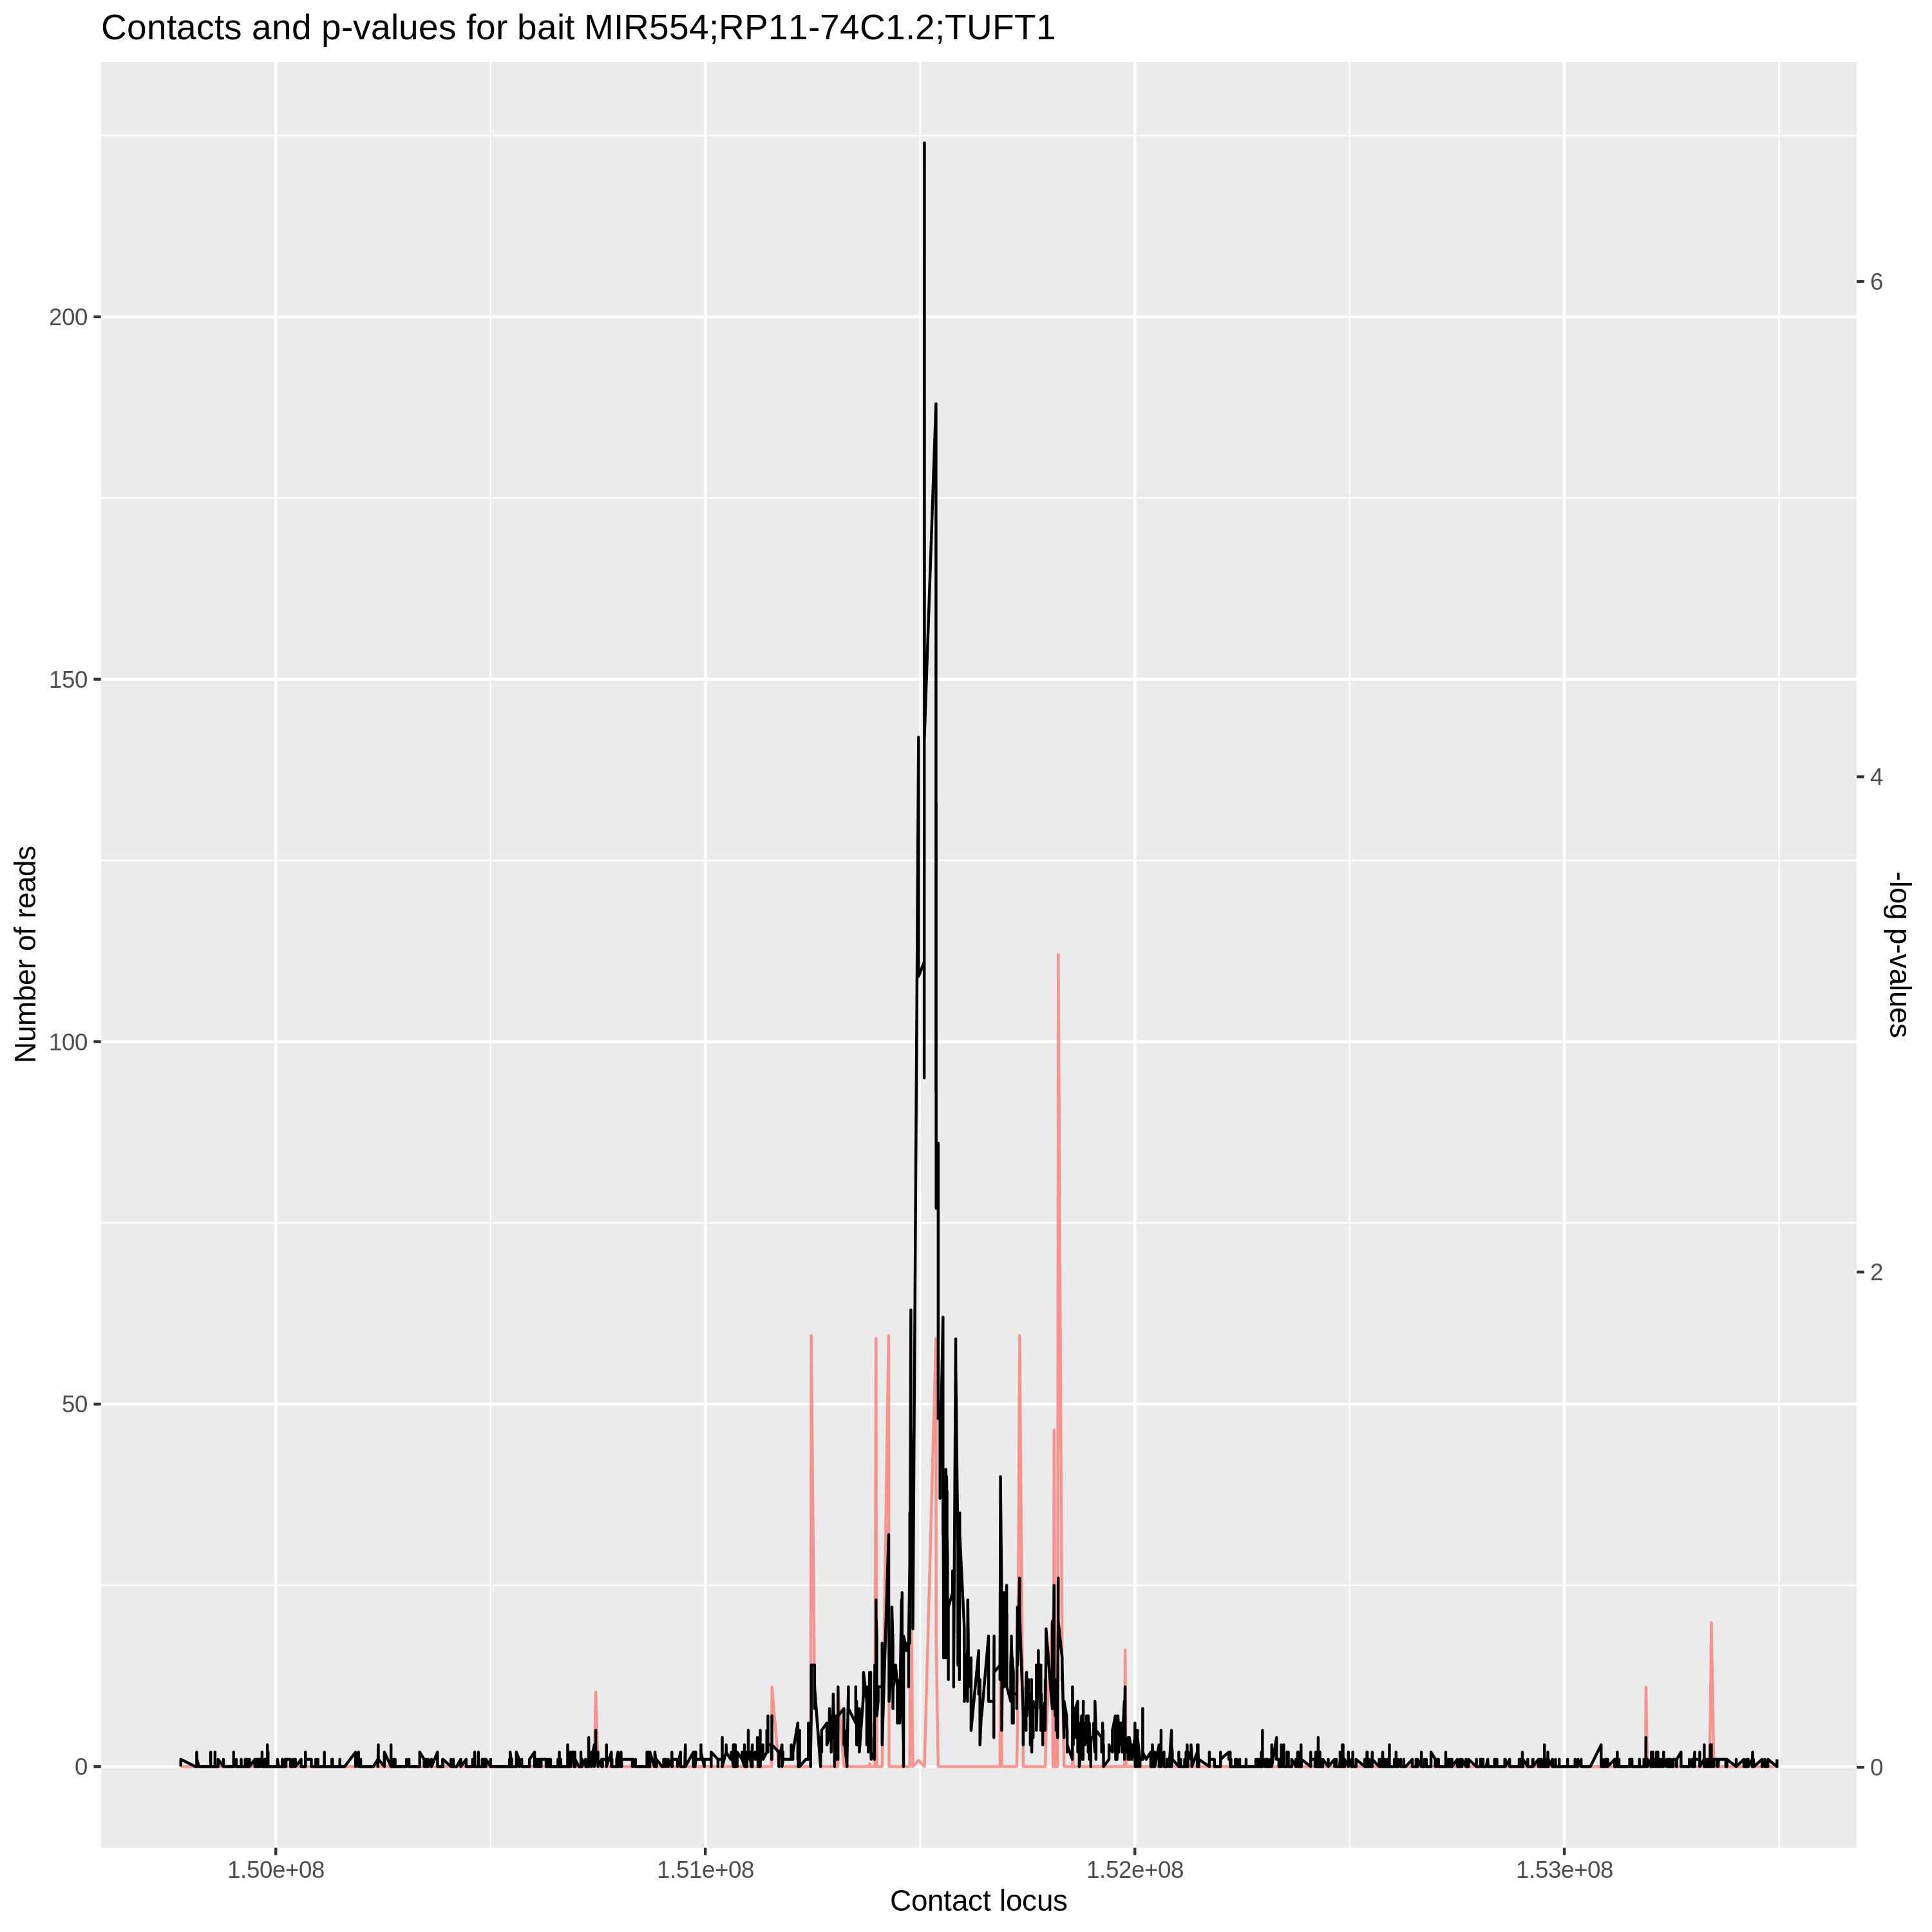 Contacts and p-values for bait MIR554;RP11-74C1.2;TUFT1
Number of reads
200
150
100
50
0
6
4
2
0
-log p-values
1.50e+08
1.51e+08
1.52e+08
1.53e+08
Contact locus